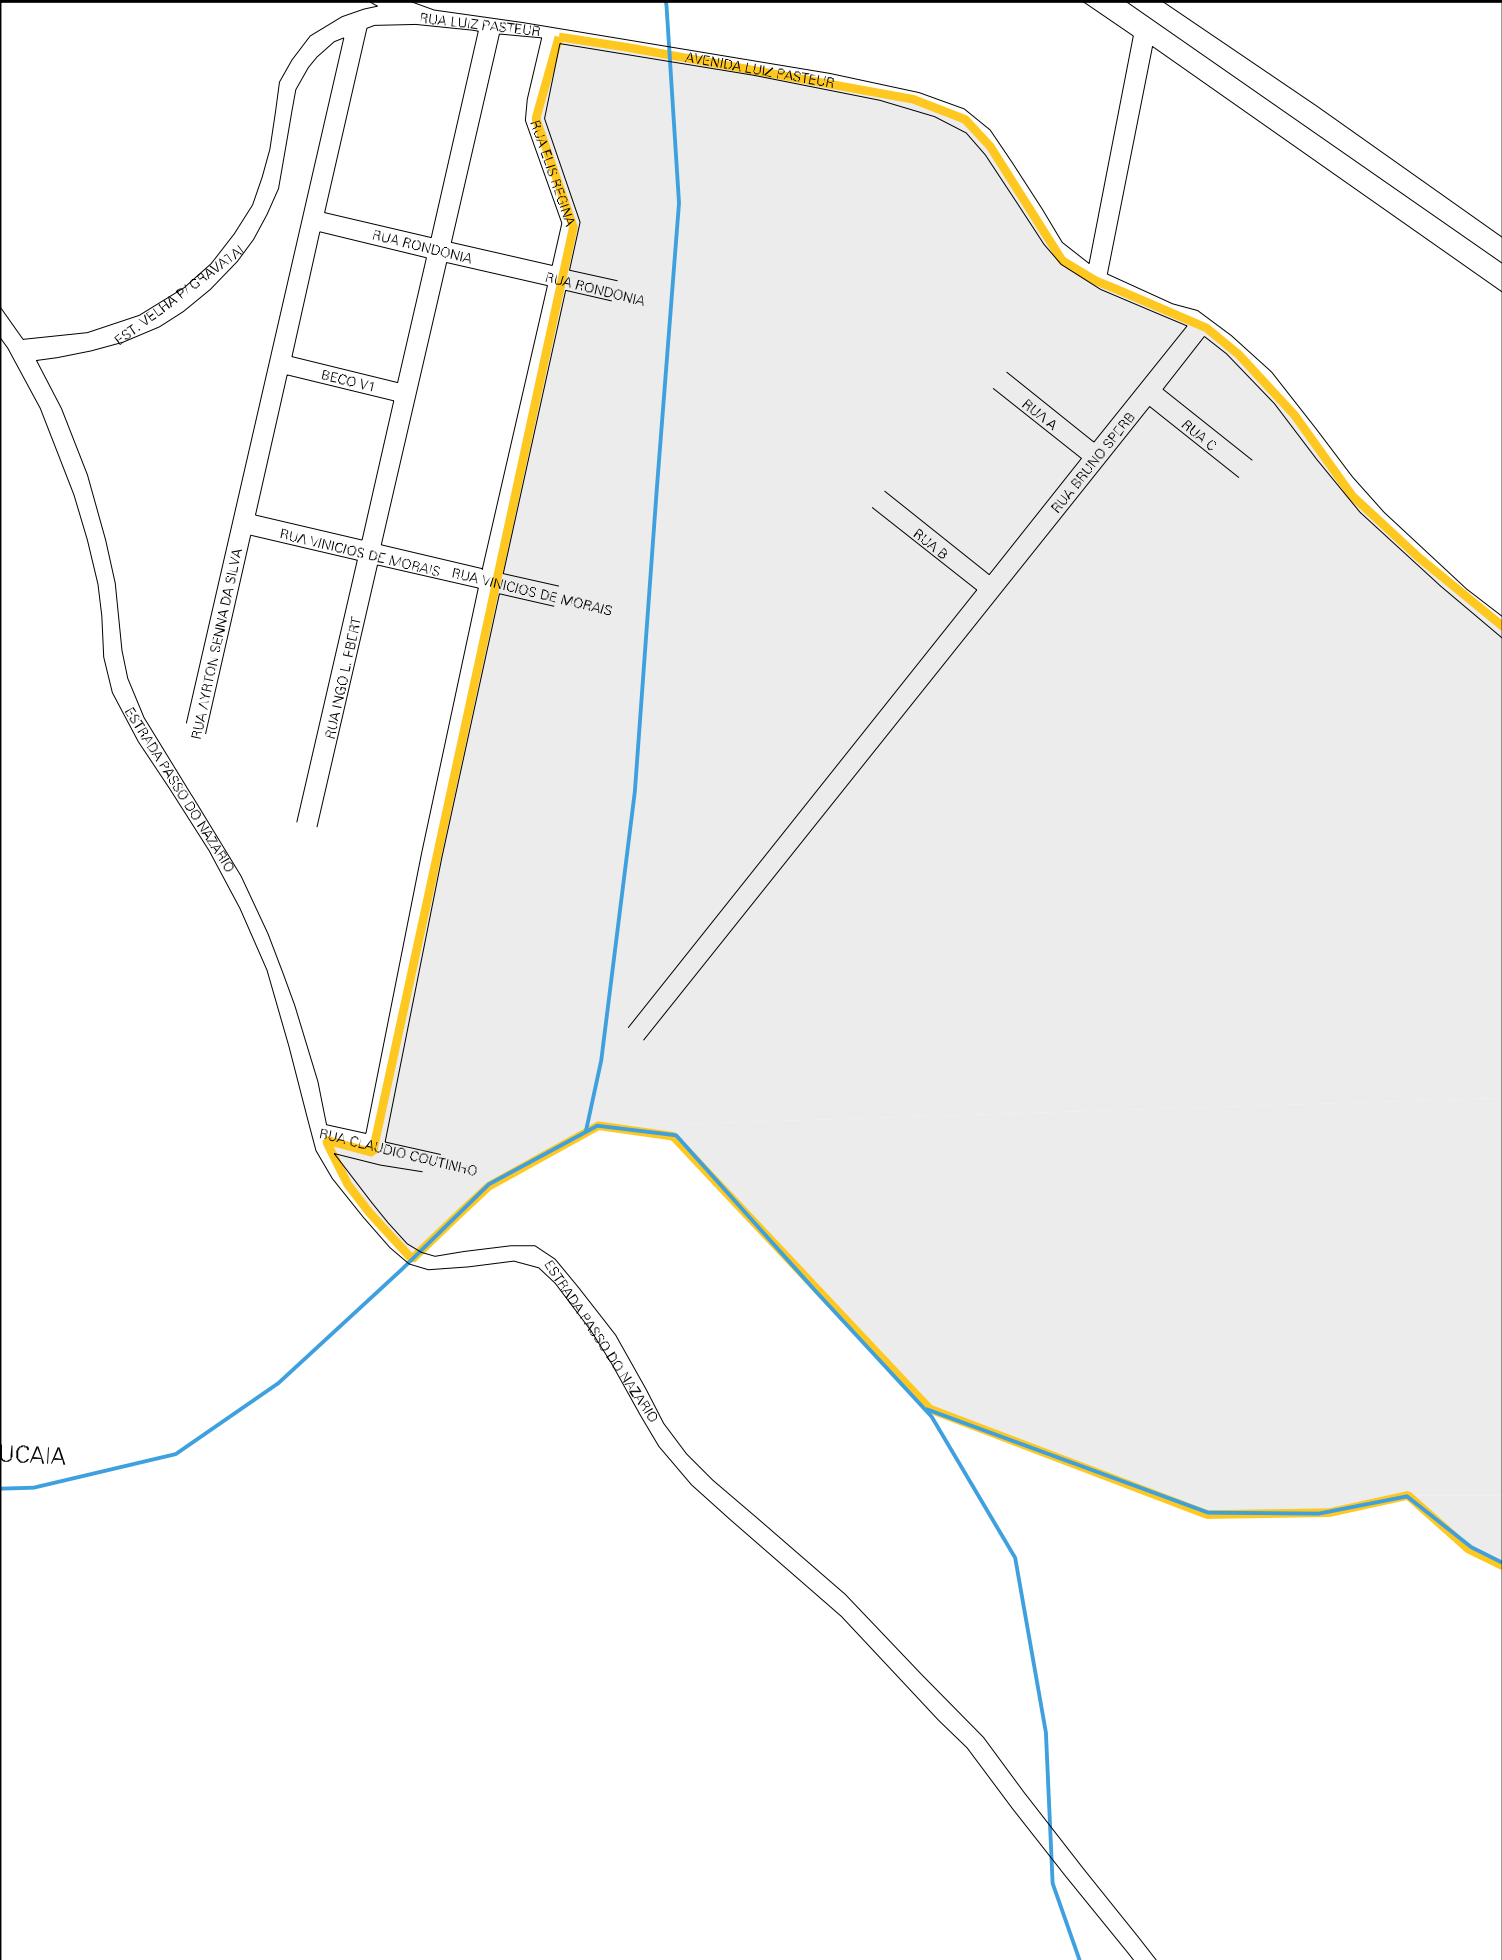 RUA LUIZ PASTEUR
AVENIDA LUIZ PASTEUR
RUA ELIS REGINA
RUA RONDONIA
RUA RONDONIA
EST. VELHA P/ GRAVATAI
BECO V1
RUA A
RUA C
RUA BRUNO SPERB
RUA B
RUA VINICIOS DE MORAIS
RUA VINICIOS DE MORAIS
RUA AYRTON SENNA DA SILVA
RUA INGO L. EBERT
ESTRADA PASSO DO NAZARIO
RUA CLAUDIO COUTINHO
ESTRADA PASSO DO NAZARIO
UCAIA